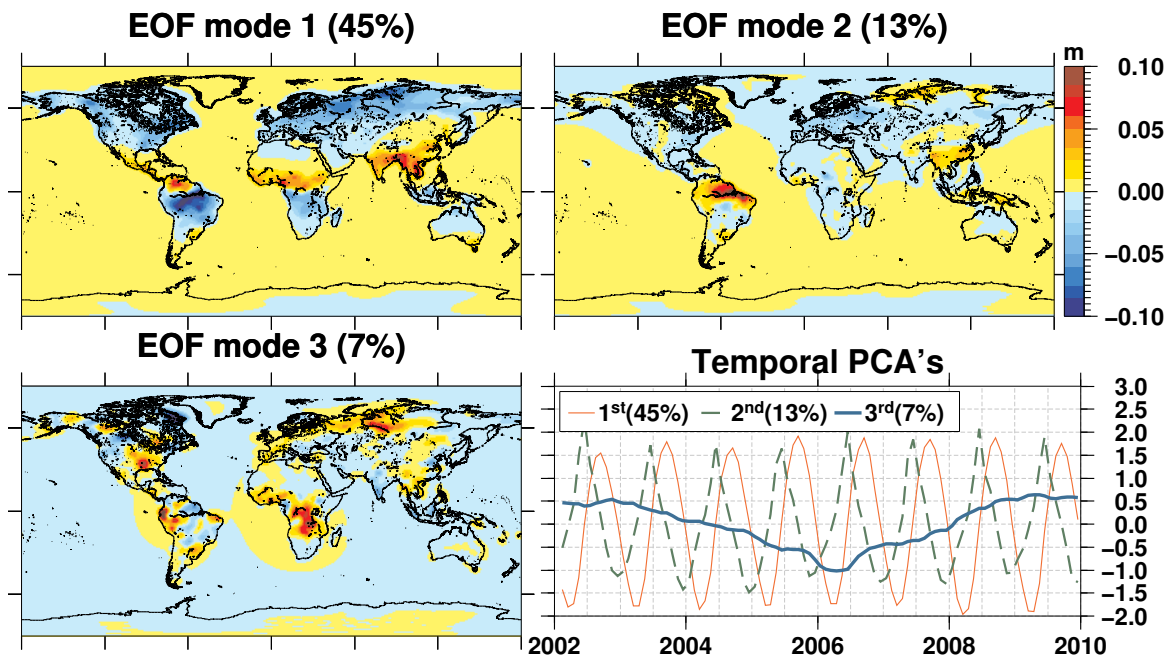 EOF mode 1 (45%)
EOF mode 2 (13%)
m
0.10
0.05
0.00
−0.05
−0.10
EOF mode 3 (7%)
Temporal PCA's
1st(45%) 2nd(13%) 3rd(7%)
3.0
2.5
2.0
1.5
1.0
0.5
0.0
−0.5
−1.0
−1.5
−2.0
2002 2004 2006 2008 2010